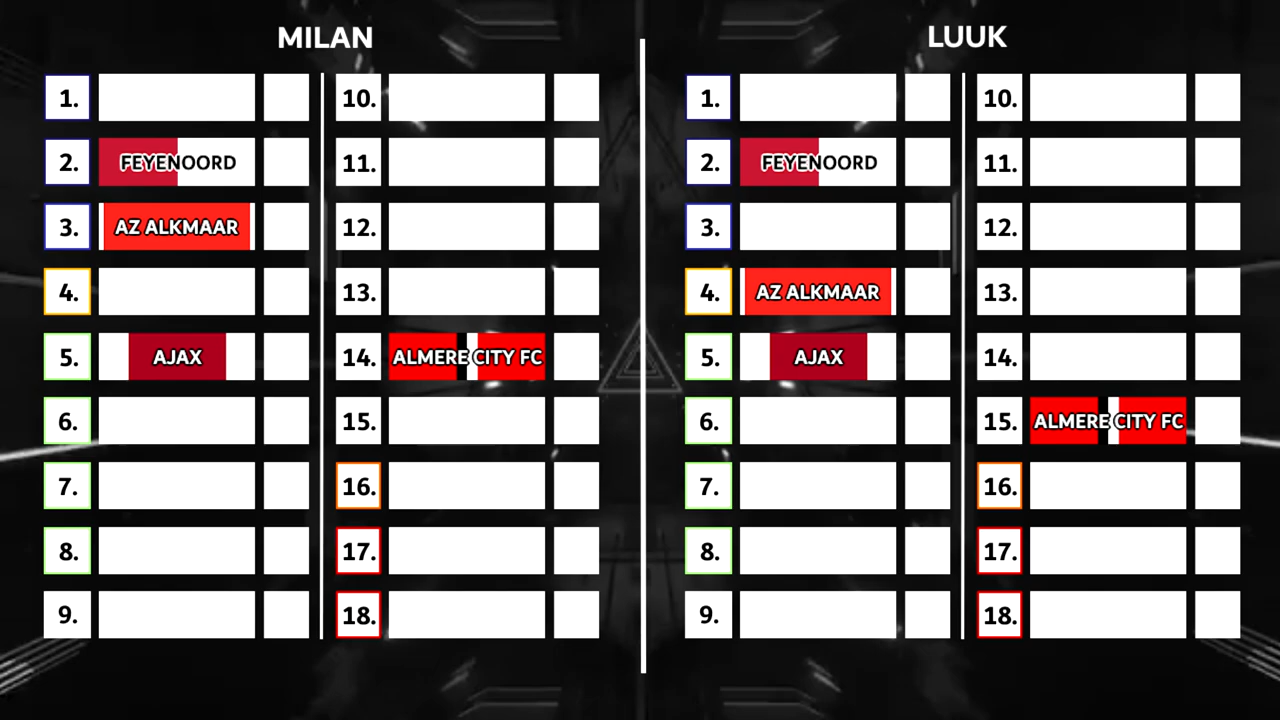 MILAN
1.
2. FEYENOORD
3. AZ ALKMAAR
4.
5. AJAX
6.
7.
8.
9.
10.
11.
12.
13.
14. ALMERE CITY FC
15.
16.
17.
18.
LUUK
1.
2. FEYENOORD
3.
4. AZ ALKMAAR
5. AJAX
6.
7.
8.
9.
10.
11.
12.
13.
14.
15. ALMERE CITY FC
16.
17.
18.